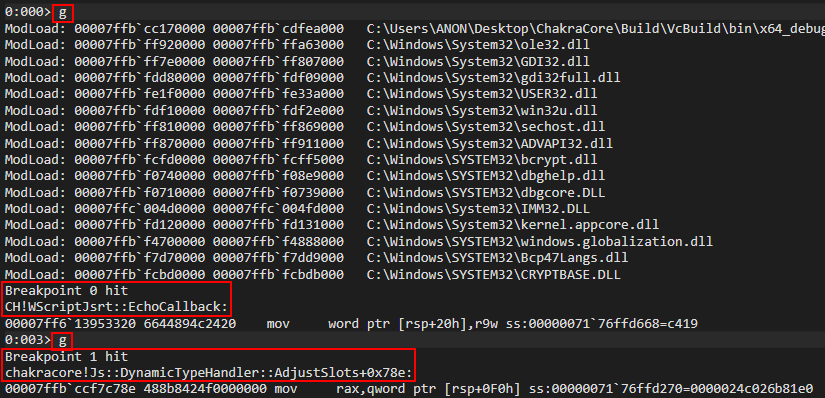 0:000> g
ModLoad: 00007ffb`cc170000 00007ffb`cdfea000   C:\Users\ANON\Desktop\ChakraCore\Build\VcBuild\bin\x64_debug
ModLoad: 00007ffb`ff920000 00007ffb`ffa63000   C:\Windows\System32\ole32.dll
ModLoad: 00007ffb`ff7e0000 00007ffb`ff807000   C:\Windows\System32\GDI32.dll
ModLoad: 00007ffb`fdd80000 00007ffb`fdf09000   C:\Windows\System32\gdi32full.dll
ModLoad: 00007ffb`fe1f0000 00007ffb`fe33a000   C:\Windows\System32\USER32.dll
ModLoad: 00007ffb`fdf10000 00007ffb`fdf2e000   C:\Windows\System32\win32u.dll
ModLoad: 00007ffb`ff810000 00007ffb`ff869000   C:\Windows\System32\sechost.dll
ModLoad: 00007ffb`ff870000 00007ffb`ff911000   C:\Windows\System32\ADVAPI32.dll
ModLoad: 00007ffb`fcfd0000 00007ffb`fcff5000   C:\Windows\SYSTEM32\bcrypt.dll
ModLoad: 00007ffb`f0740000 00007ffb`f08e9000   C:\Windows\SYSTEM32\dbghelp.dll
ModLoad: 00007ffb`f0710000 00007ffb`f0739000   C:\Windows\SYSTEM32\dbgcore.DLL
ModLoad: 00007ffc`004d0000 00007ffc`004fd000   C:\Windows\System32\IMM32.DLL
ModLoad: 00007ffb`fd120000 00007ffb`fd131000   C:\Windows\System32\kernel.appcore.dll
ModLoad: 00007ffb`f4700000 00007ffb`f4888000   C:\Windows\SYSTEM32\windows.globalization.dll
ModLoad: 00007ffb`f7d70000 00007ffb`f7dd9000   C:\Windows\SYSTEM32\Bcp47Langs.dll
ModLoad: 00007ffb`fcbd0000 00007ffb`fcbdb000   C:\Windows\SYSTEM32\CRYPTBASE.DLL
Breakpoint 0 hit
CH!WScriptJsrt::EchoCallback:
00007ff6`13953320 6644894c2420    mov     word ptr [rsp+20h],r9w ss:00000071`76ffd668=c419
0:003> g
Breakpoint 1 hit
chakracore!Js::DynamicTypeHandler::AdjustSlots+0x78e:
00007ffb`ccf7c78e 488b8424f0000000 mov     rax,qword ptr [rsp+0F0h] ss:00000071`76ffd270=0000024c026b81e0